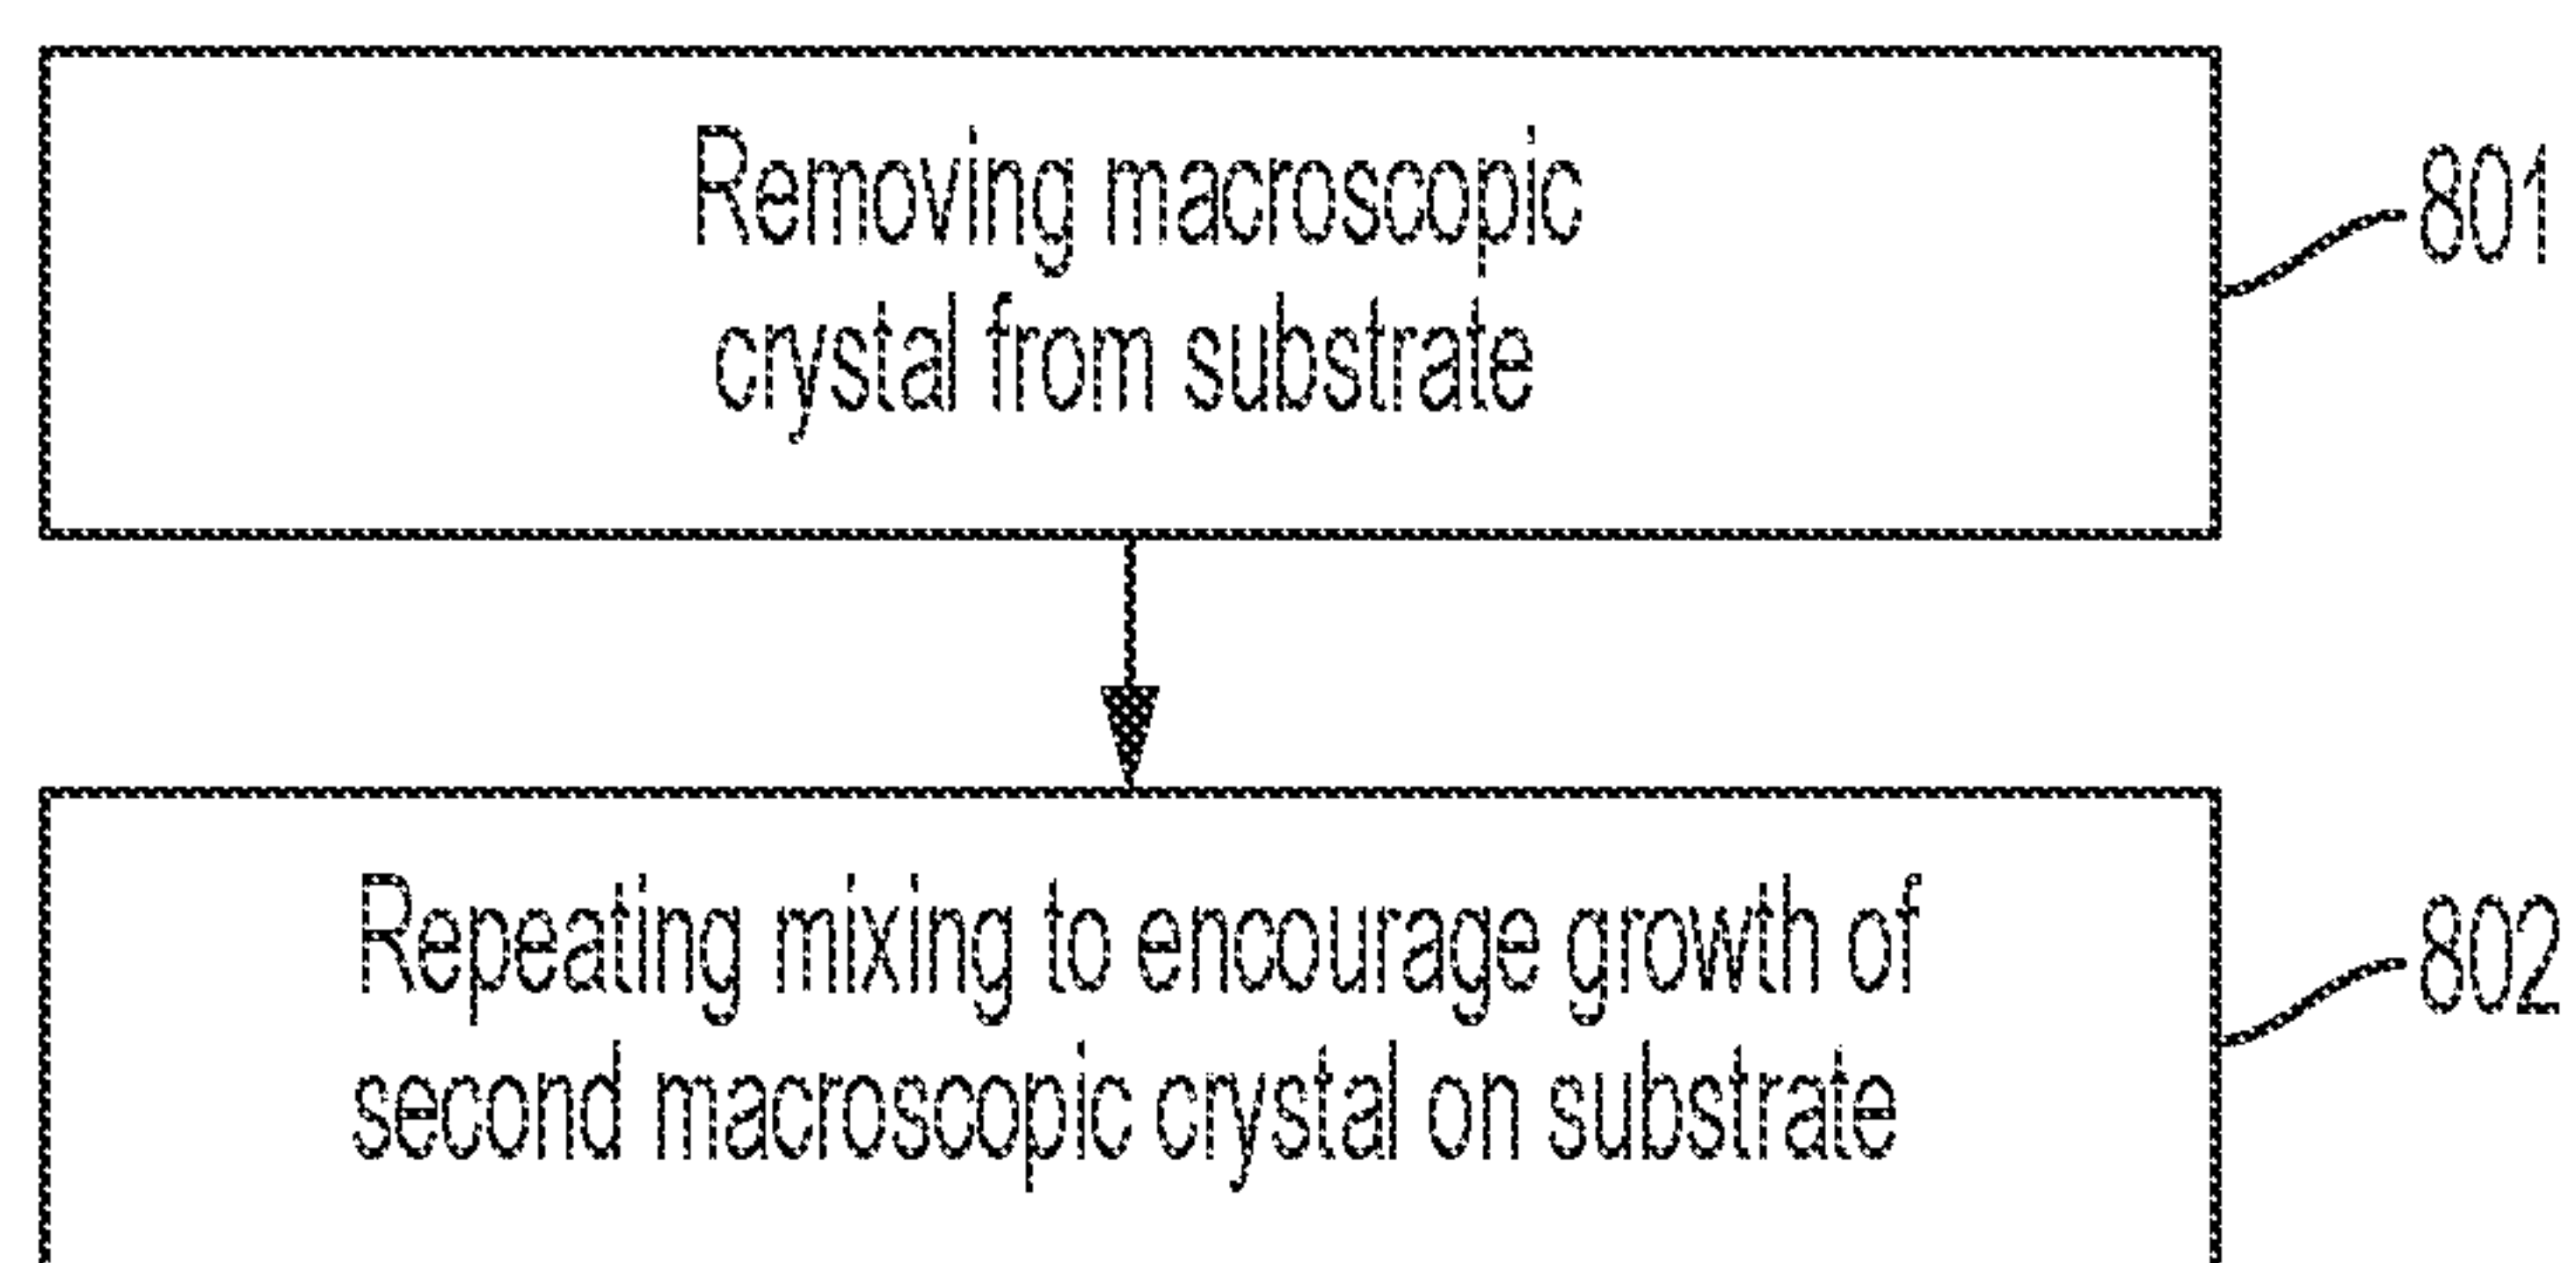 Removing macroscopic
crystal from substrate
801
Repeating mixing to encourage growth of
second macroscopic crystal on substrate
802